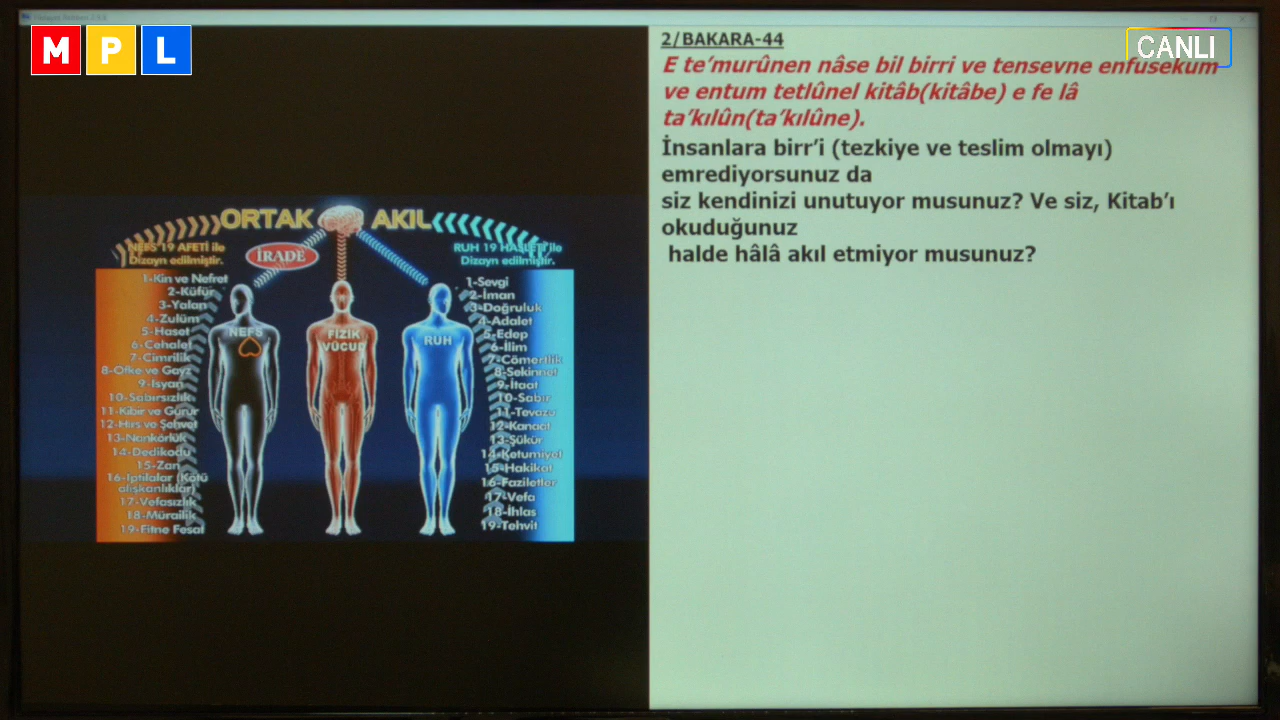 MPL
CANLI
2/BAKARA-44
E te’murûnen nâse bil birri ve tensevne enfusekum
ve entum tetlûnel kitâb(kitâbe) e fe lâ
ta’kılûn(ta’kılûne).
İnsanlara birr’i (tezkiye ve teslim olmayı)
emrediyorsunuz da
siz kendinizi unutuyor musunuz? Ve siz, Kitab’ı
okuduğunuz
halde hâlâ akıl etmiyor musunuz?
ORTAK AKIL
NEFS 19 AFETİ ile
Dizayn edilmiştir.
İRADE
RUH 19 HASLETİ ile
Dizayn edilmiştir.
1-Kin ve Nefret
2-Küfür
3-Yalan
4-Zulüm
5-Haset
6-Cehalet
7-Cimrilik
8-Öfke ve Gayz
9-İsyan
10-Sabırsızlık
11-Kibir ve Gurur
12-Hırs ve Şehvet
13-Nankörlük
14-Dedikodu
15-Zan
16-İptilalar (Kötü
alışkanlıklar)
17-Vefasızlık
18-Mürailik
19-Fitne Fesat
NEFS
FİZİK
VÜCUD
RUH
1-Sevgi
2-İman
3-Doğruluk
4-Adalet
5-Edep
6-İlim
7-Cömertlik
8-Sekinnet
9-İtaat
10-Sabır
11-Tevazu
12-Kanaat
13-Şükür
14-Ketumiyet
15-Hakikat
16-Faziletler
17-Vefa
18-İhlas
19-Tehvit